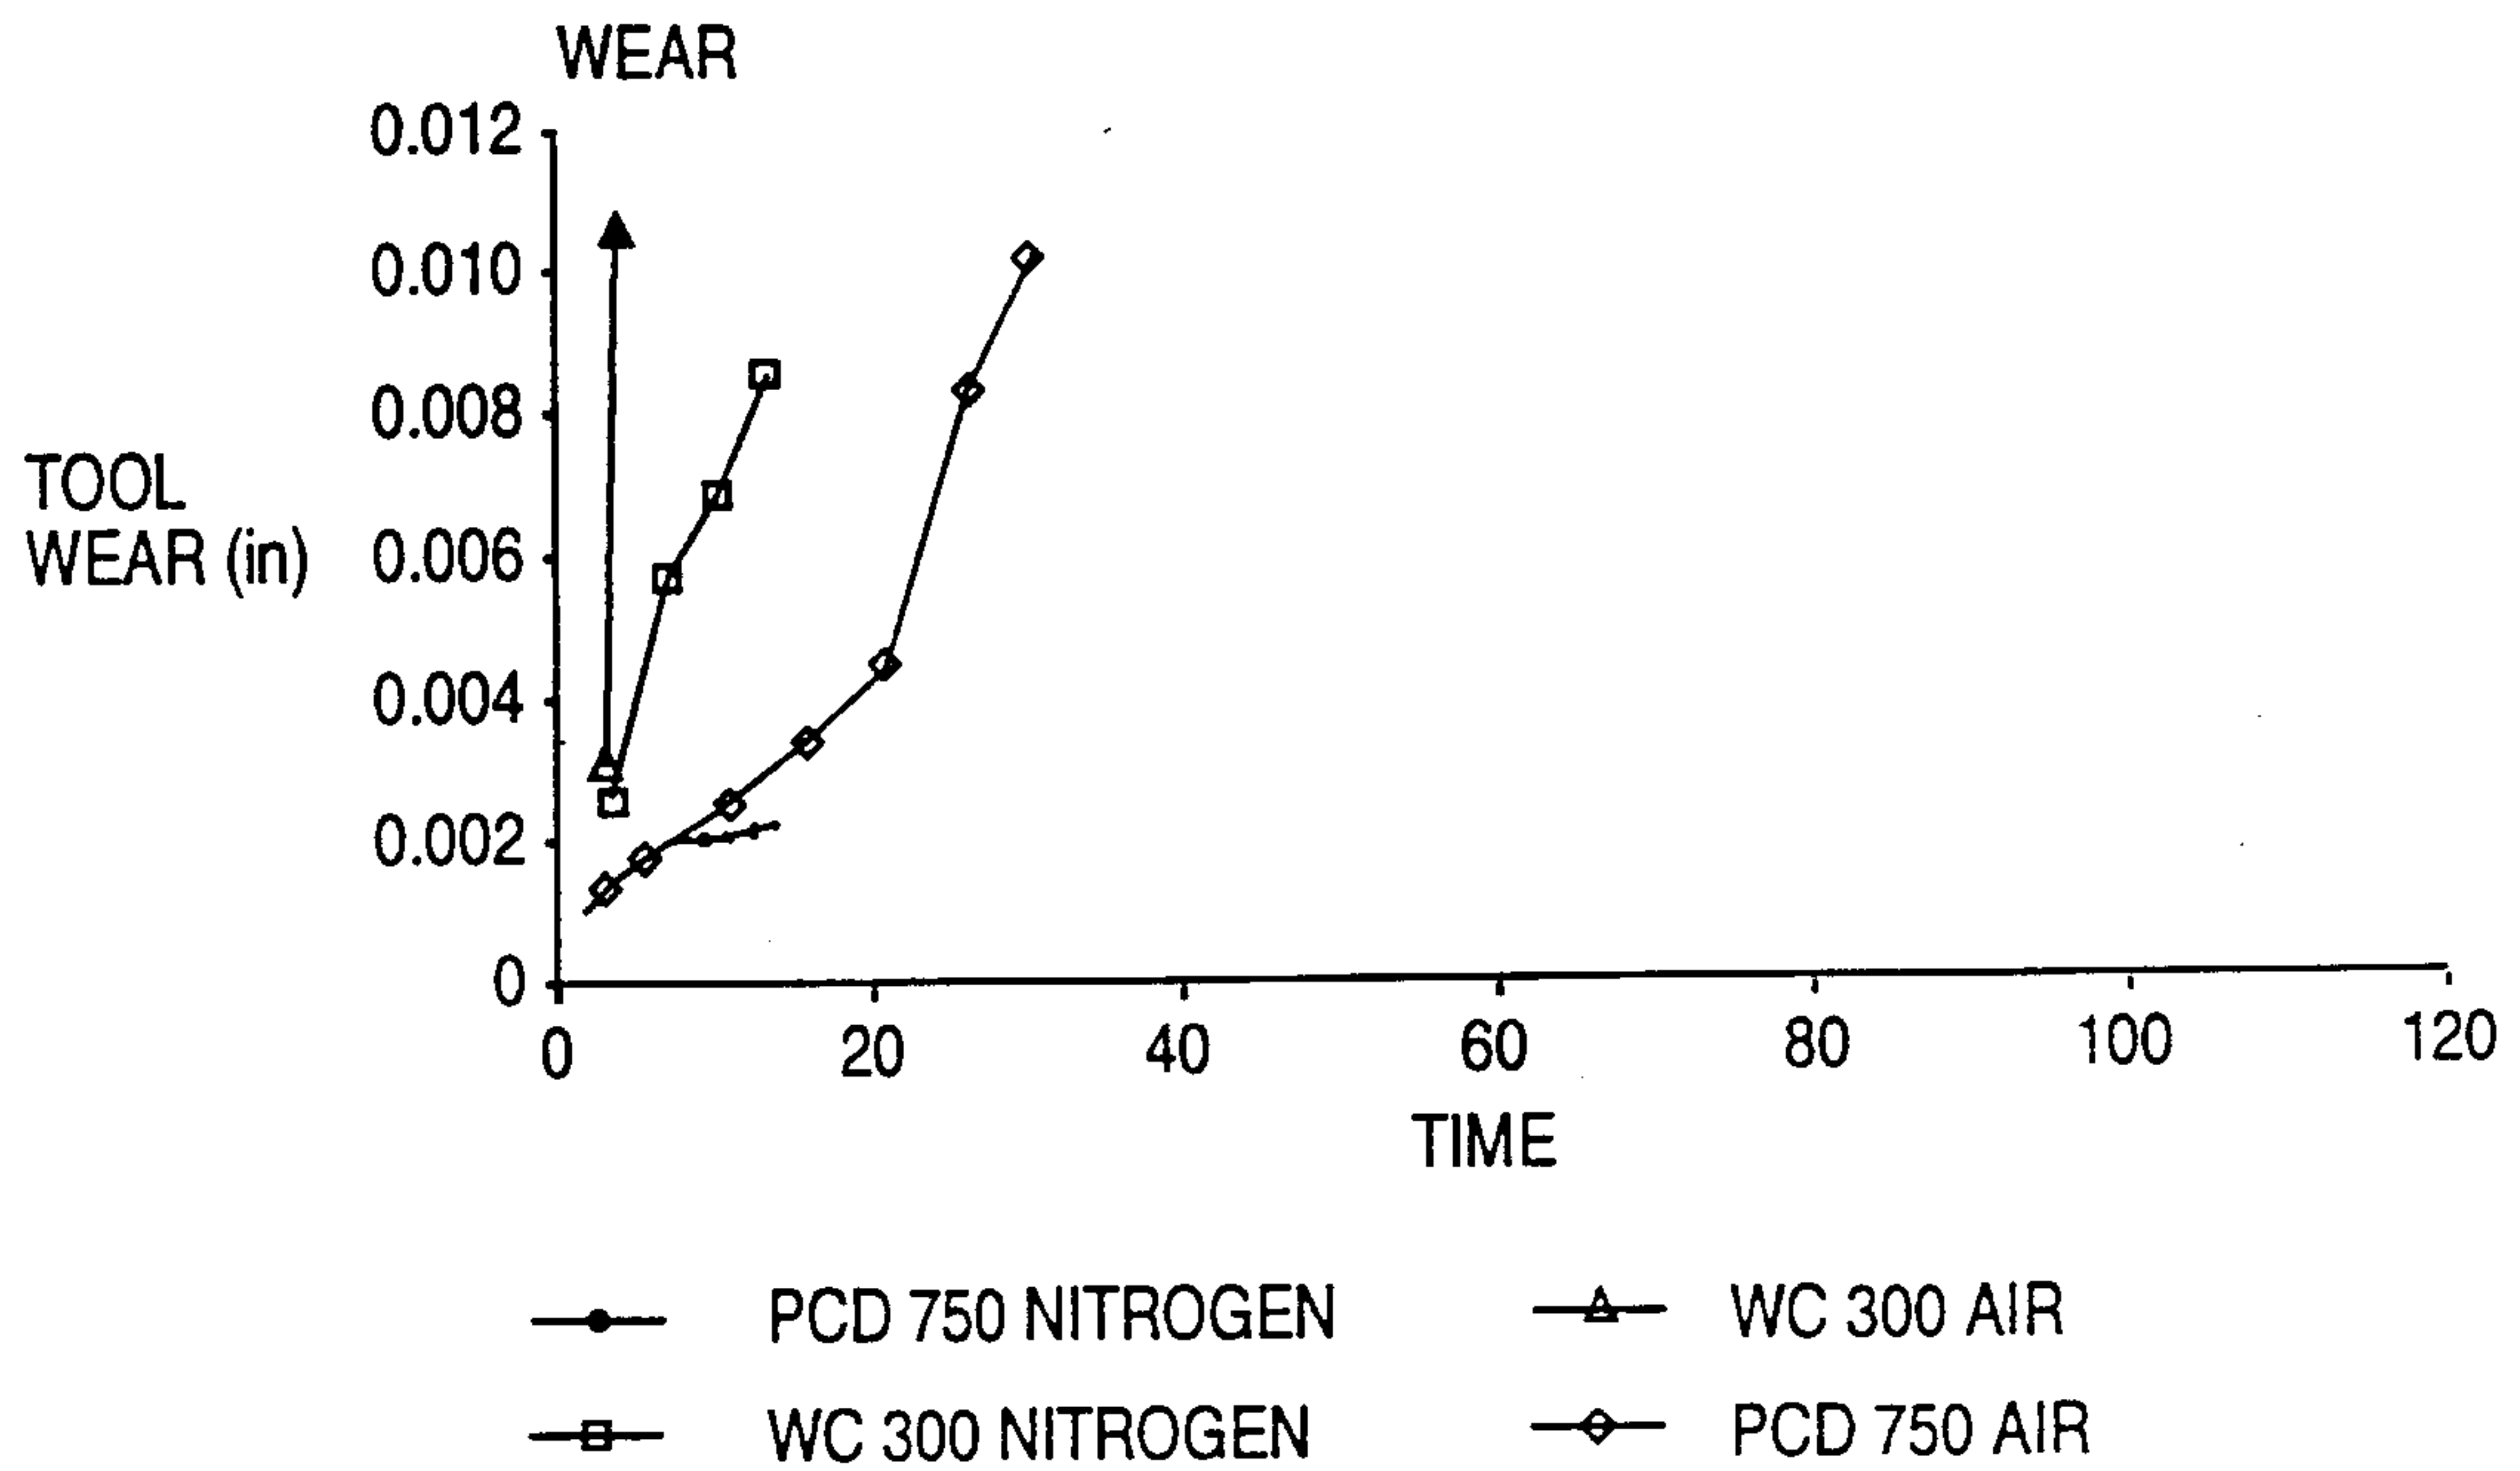 WEAR
0.012
0.010
0.008
TOOL
WEAR (in)
0.006
0.004
0.002
0
0 20 40 60 80 100 120
TIME
PCD 750 NITROGEN
WC 300 AIR
WC 300 NITROGEN
PCD 750 AIR